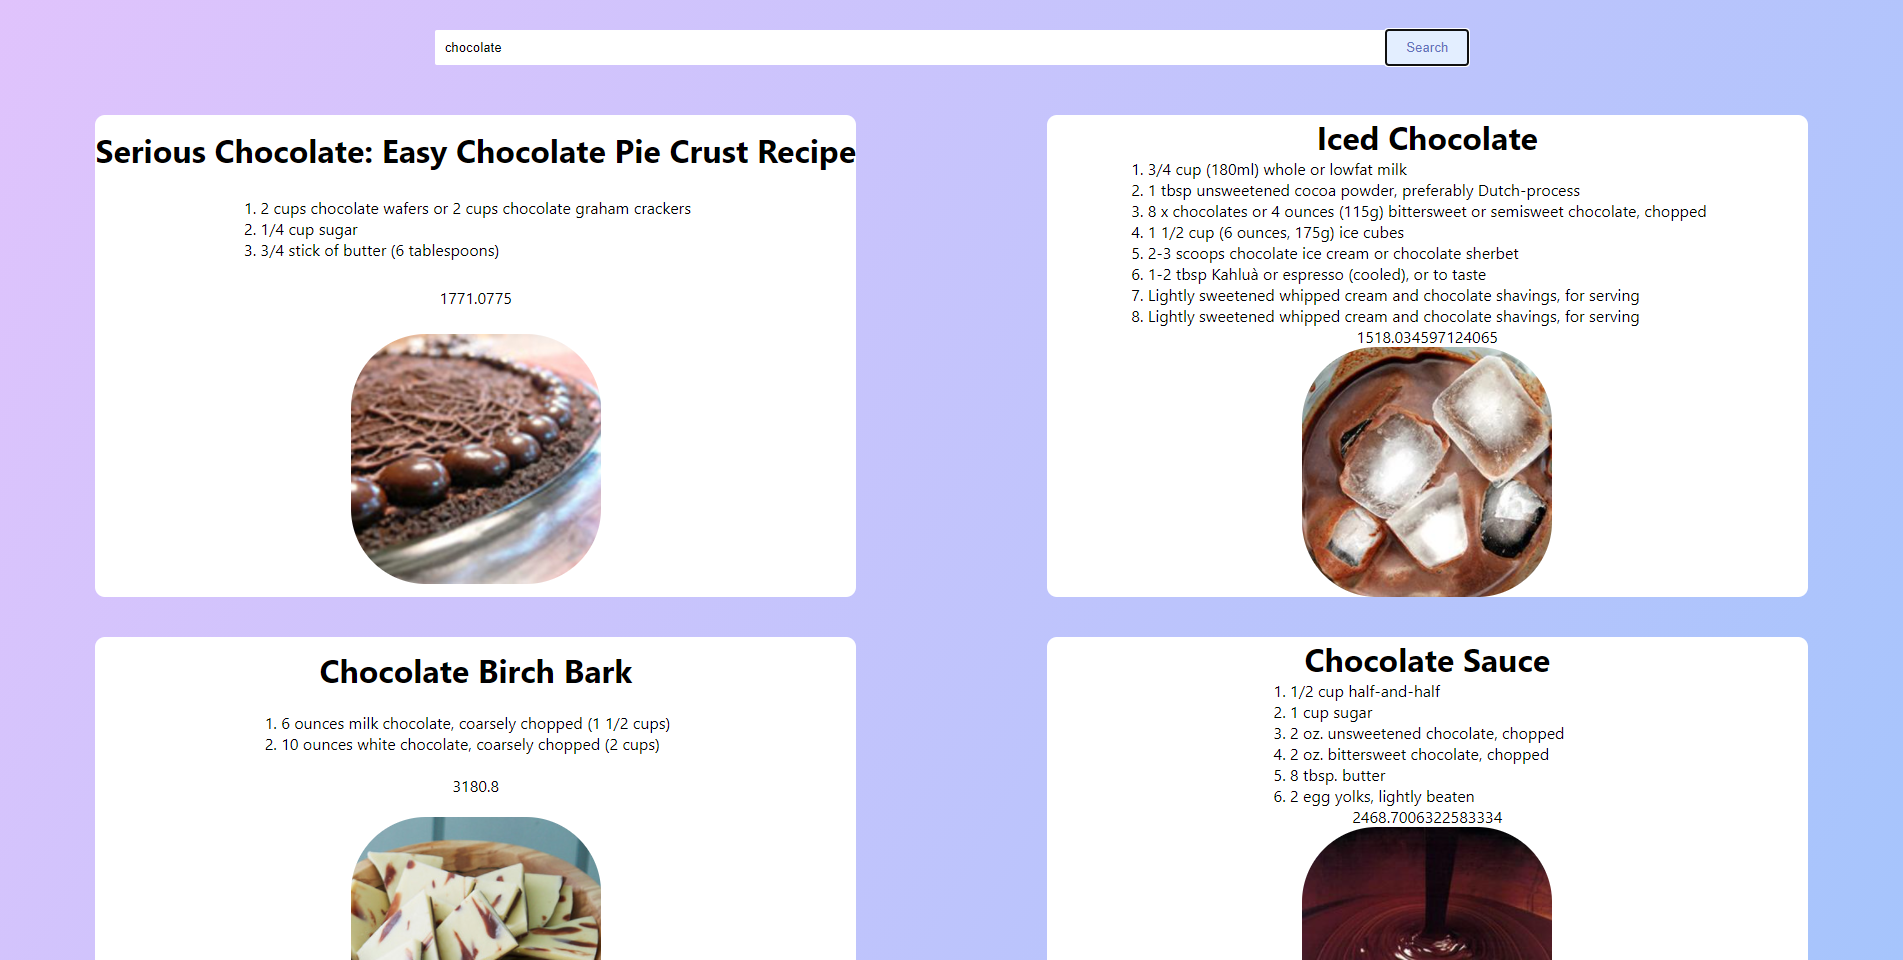 chocolate
Search
Serious Chocolate: Easy Chocolate Pie Crust Recipe
1. 2 cups chocolate wafers or 2 cups chocolate graham crackers
2. 1/4 cup sugar
3. 3/4 stick of butter (6 tablespoons)
1771.0775
Iced Chocolate
1. 3/4 cup (180ml) whole or lowfat milk
2. 1 tbsp unsweetened cocoa powder, preferably Dutch-process
3. 8 x chocolates or 4 ounces (115g) bittersweet or semisweet chocolate, chopped
4. 1 1/2 cup (6 ounces, 175g) ice cubes
5. 2-3 scoops chocolate ice cream or chocolate sherbet
6. 1-2 tbsp Kahluà or espresso (cooled), or to taste
7. Lightly sweetened whipped cream and chocolate shavings, for serving
8. Lightly sweetened whipped cream and chocolate shavings, for serving
1518.034597124065
Chocolate Birch Bark
1. 6 ounces milk chocolate, coarsely chopped (1 1/2 cups)
2. 10 ounces white chocolate, coarsely chopped (2 cups)
3180.8
Chocolate Sauce
1. 1/2 cup half-and-half
2. 1 cup sugar
3. 2 oz. unsweetened chocolate, chopped
4. 2 oz. bittersweet chocolate, chopped
5. 8 tbsp. butter
6. 2 egg yolks, lightly beaten
2468.7006322583334